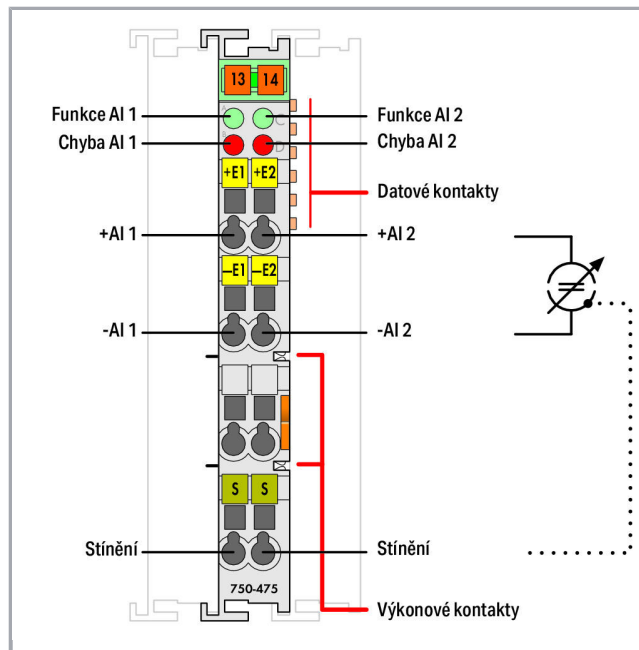 13 14
Funkce AI 1
Funkce AI 2
A C
Chyba AI 1
Chyba AI 2
D
+E1 +E2
Datové kontakty
+AI 1
+AI 2
—E1 —E2
-AI 1
-AI 2
S S
Stínění
Stínění
750-475
Výkonové kontakty